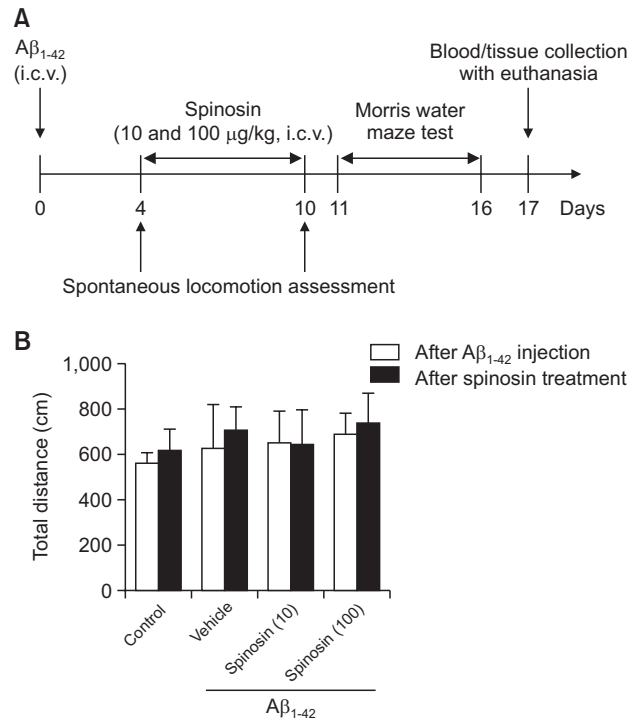 A
Aβ1-42
(i.c.v.)
Blood/tissue collection
with euthanasia
Spinosin
(10 and 100 μg/kg, i.c.v.)
Morris water
maze test
0 4 10 11 16 17 Days
Spontaneous locomotion assessment
B
After Aβ1-42 injection
After spinosin treatment
Total distance (cm)
1,000
800
600
400
200
0
Control Vehicle Spinosin (10) Spinosin (100)
Aβ1-42